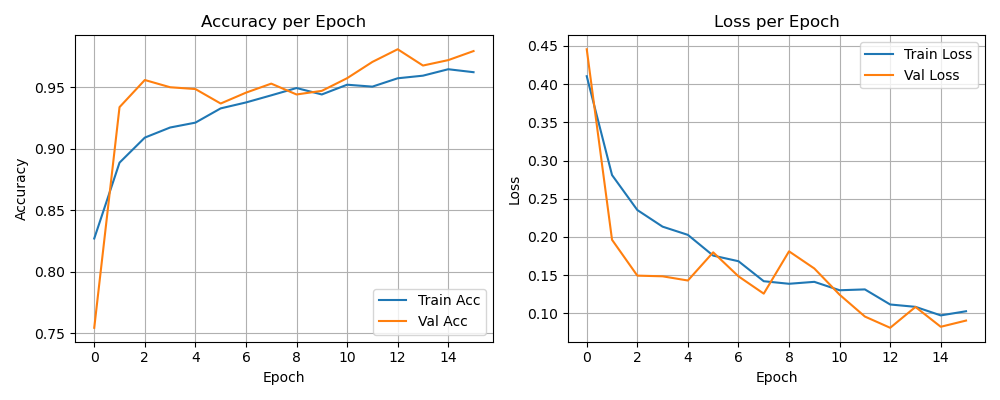 Accuracy per Epoch
Accuracy
0.95
0.90
0.85
0.80
0.75
0 2 4 6 8 10 12 14
Epoch
Train Acc
Val Acc
Loss per Epoch
Loss
0.45
0.40
0.35
0.30
0.25
0.20
0.15
0.10
0 2 4 6 8 10 12 14
Epoch
Train Loss
Val Loss